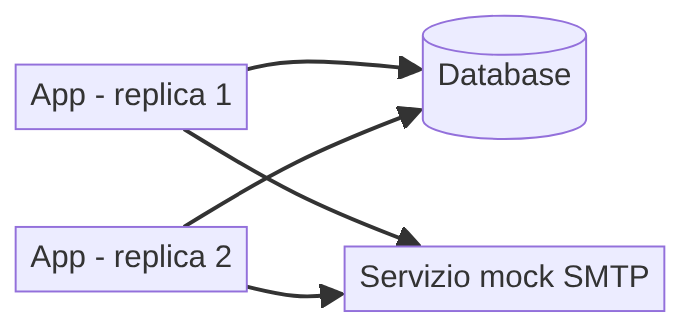 App - replica 1
Database
App - replica 2
Servizio mock SMTP